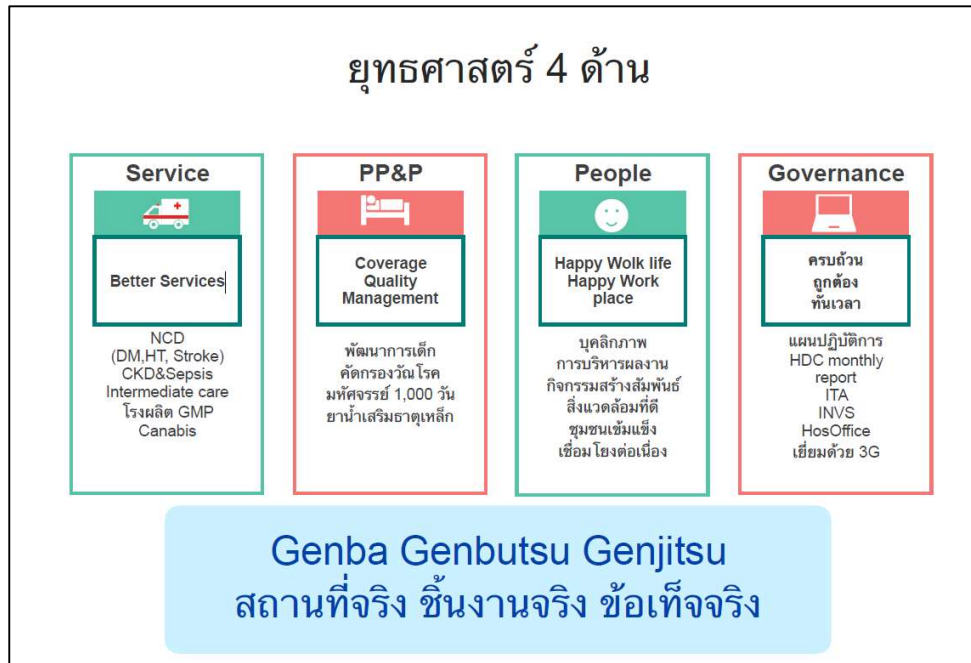 ยุทธศาสตร์ 4 ด้าน
Service
Better Services
NCD
(DM,HT, Stroke)
CKD&Sepsis
Intermediate care
โรงผลิต GMP
Canabis
PP&P
Coverage
Quality
Management
พัฒนาการเด็ก
คัดกรองวัณโรค
มหัศจรรย์ 1,000 วัน
ยาน้ำเสริมธาตุเหล็ก
People
Happy Wolk life
Happy Work
place
บุคลิกภาพ
การบริหารผลงาน
กิจกรรมสร้างสัมพันธ์
สิ่งแวดล้อมที่ดี
ชุมชนเข้มแข็ง
เชื่อมโยงต่อเนื่อง
Governance
ครบถ้วน
ถูกต้อง
ทันเวลา
แผนปฏิบัติการ
HDC monthly
report
ITA
INVS
HosOffice
เยี่ยมด้วย 3G
Genba Genbutsu Genjitsu
สถานที่จริง ชิ้นงานจริง ข้อเท็จจริง